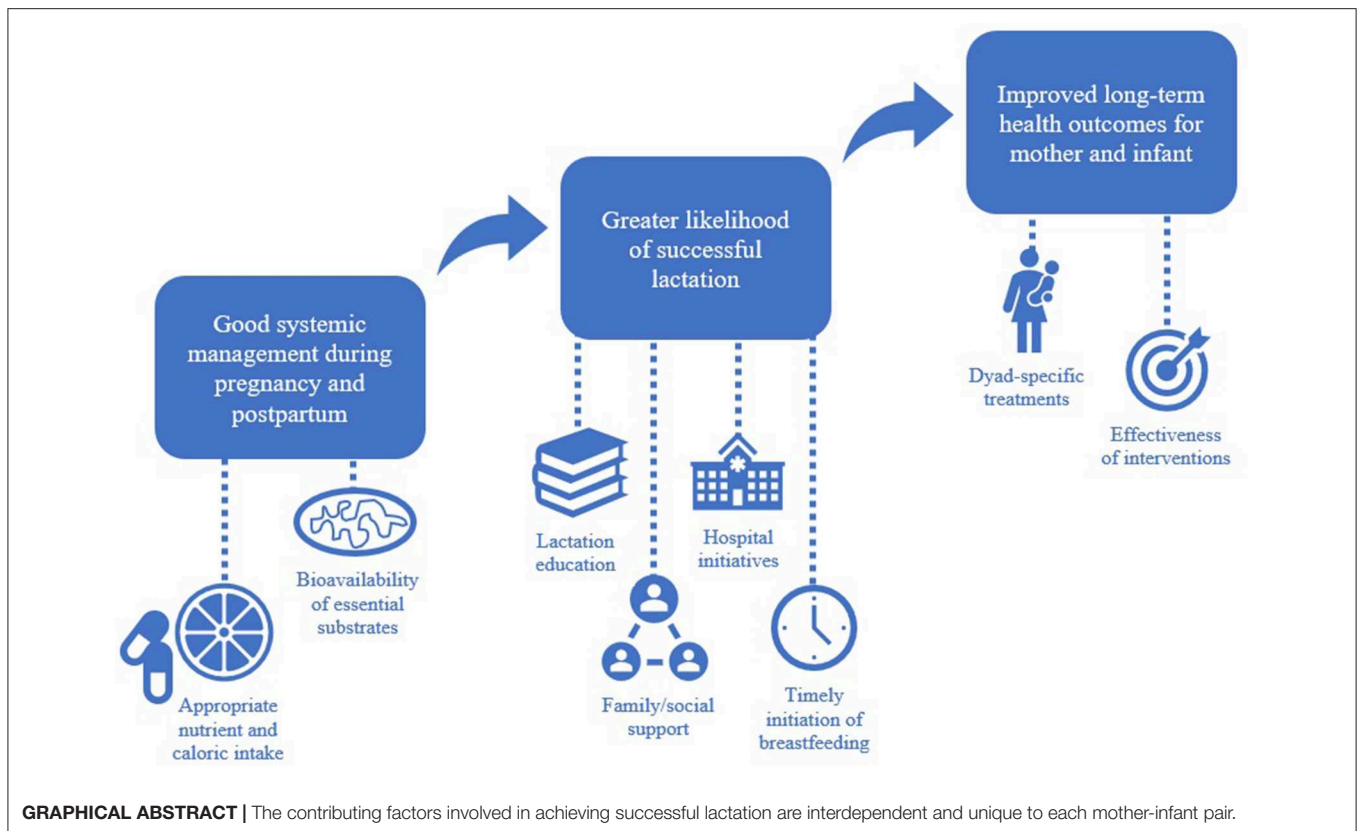 Improved long-term
health outcomes for
mother and infant
Greater likelihood
of successful
lactation
Good systemic
management during
pregnancy and
postpartum
Dyad-specific
treatments
Effectiveness
of interventions
Lactation
education
Hospital
initiatives
Bioavailability
of essential
substrates
Family/social
support
Timely
initiation of
breastfeeding
Appropriate
nutrient and
caloric intake
GRAPHICAL ABSTRACT | The contributing factors involved in achieving successful lactation are interdependent and unique to each mother-infant pair.